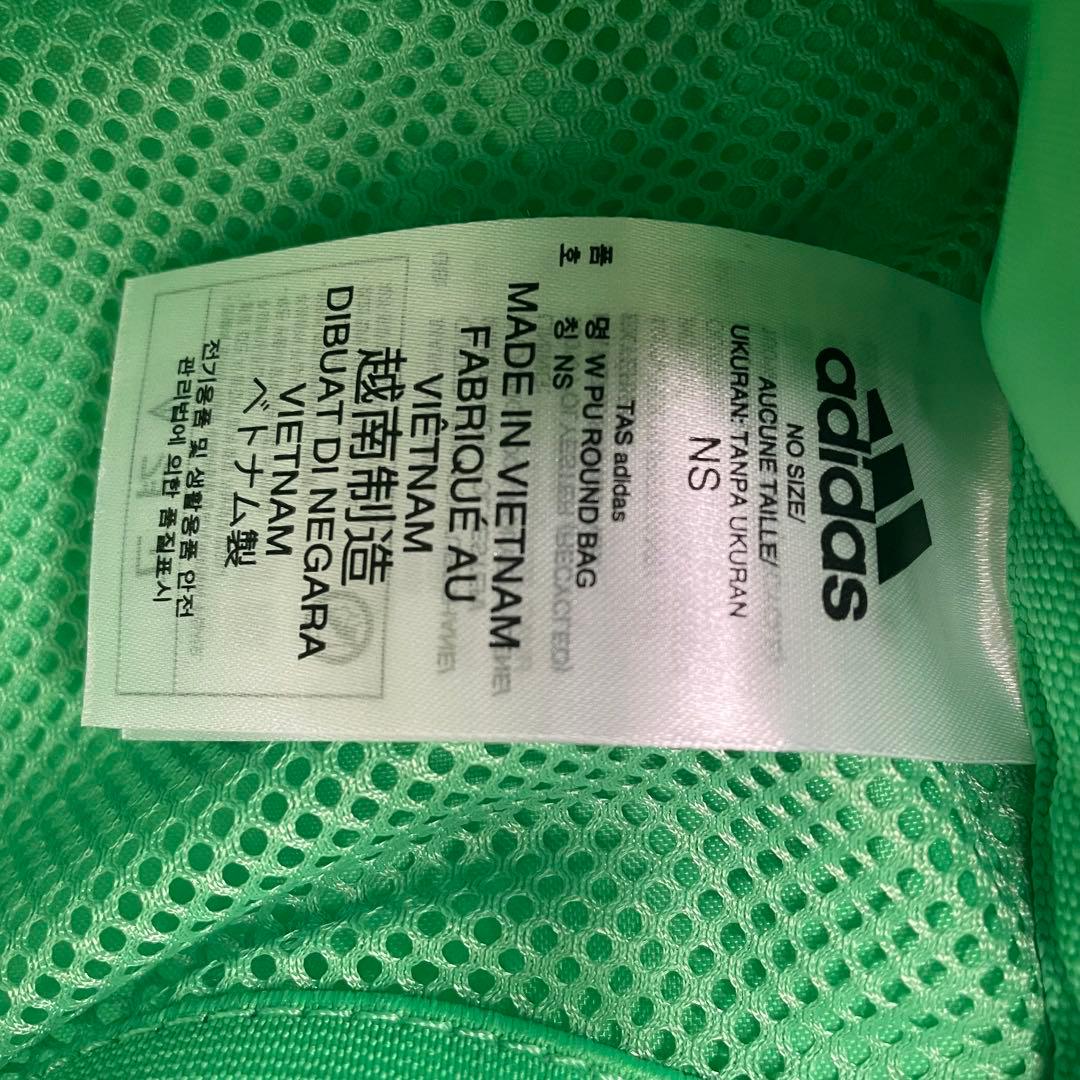 adidas
NO SIZE/
AUCUNE TAILLE/
UKURAN: TANPA UKURAN
NS
TAS adidas
품명 W PU ROUND BAG
호칭 NS
MADE IN VIETNAM
FABRIQUÉ AU
VIÊTNAM
越南制造
DIBUAT DI NEGARA
VIETNAM
ベトナム製
전기용품 및 생활용품 안전
관리법에 의한 품질표시